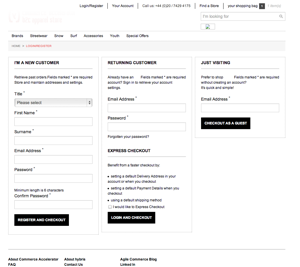 Login/Register
Your Account
Call us: +44 (0)20 / 7429 4175
Find a Store
your shopping bag
I'm looking for
Brands Streetwear Snow Surf Accessories Youth Special Offers
HOME
I'M A NEW CUSTOMER
Fields marked * are required
Store and maintain addresses and settings.
Title *
Please select
First Name *
Surname *
Email Address *
Password *
Minimum length is 6 characters
Confirm Password *
REGISTER AND CHECKOUT
RETURNING CUSTOMER
Already have an account? Sign in to retrieve your account settings.
Fields marked * are required
Email Address *
Password *
Forgotten your password?
EXPRESS CHECKOUT
Benefit from a faster checkout by:
setting a default Delivery Address in your account or when you checkout
setting a default Payment Details when you checkout
using a default shipping method
I would like to Express Checkout
LOGIN AND CHECKOUT
JUST VISITING
Prefer to shop without creating an account? It's quick and simple!
Fields marked * are required
Email Address *
CHECKOUT AS A GUEST
About Commerce Accelerator
FAQ
About hybris
Contact Us
Agile Commerce Blog
Linked In